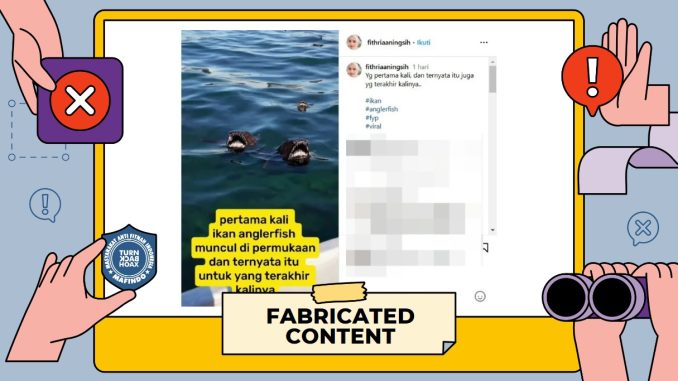 fithriaaningsih • Ikuti
fithriaaningsih 1 hari
Yg pertama kali, dan ternyata itu juga
yg terakhir kalinya..
#ikan
#anglerfish
#fyp
#viral
pertama kali
ikan anglerfish
muncul di permukaan
dan ternyata itu
untuk yang terakhir
kalinya
MASYARAKAT ANTI FITNAH INDONESIA
TURN
BACK
HOAX
MAFINDO
FABRICATED
CONTENT